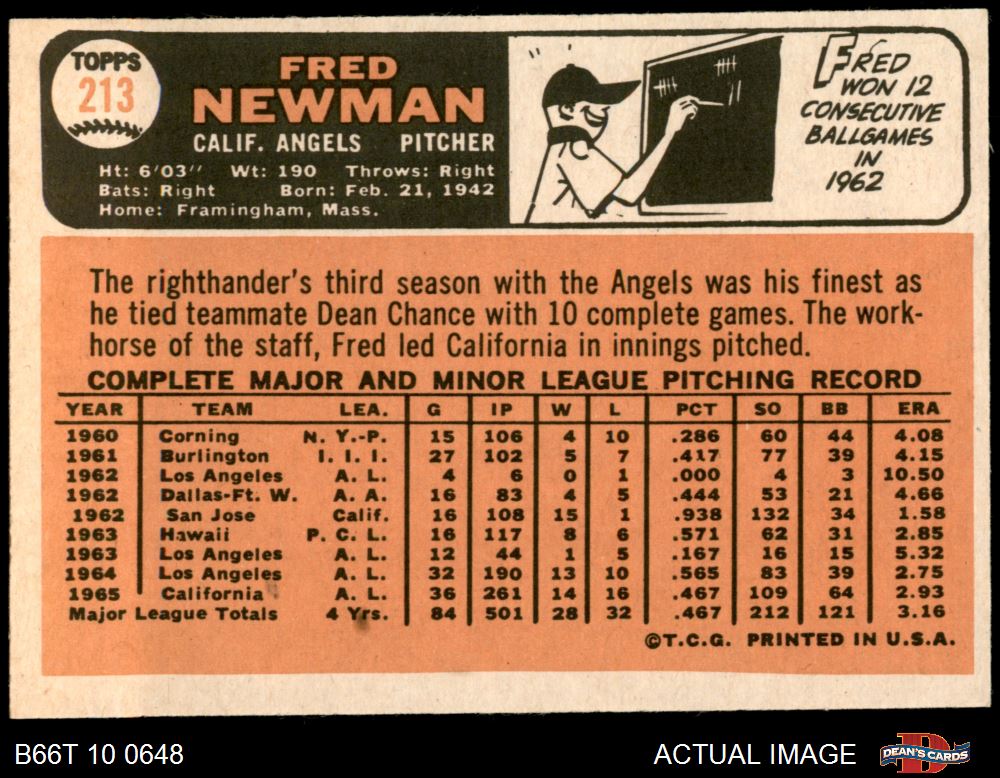 TOPPS
213
FRED
NEWMAN
CALIF. ANGELS PITCHER
Ht: 6'03" Wt: 190 Throws: Right
Bats: Right Born: Feb. 21, 1942
Home: Framingham, Mass.
FRED
WON 12
CONSECUTIVE
BALLGAMES
IN
1962
C
The righthander's third season with the Angels was his finest as
he tied teammate Dean Chance with 10 complete games. The work-
horse of the staff, Fred led California in innings pitched.
COMPLETE MAJOR AND MINOR LEAGUE PITCHING RECORD
YEAR TEAM LEA. G IP W L PCT SO BB ERA
1960 Corning N. Y.-P. 15 106 4 10 .286 60 44 4.08
1961 Burlington I. I. I. 27 102 5 7 .417 77 39 4.15
1962 Los Angeles A. L. 4 6 0 1 .000 4 3 10.50
1962 Dallas-Ft. W. A. A. 16 83 4 5 .444 53 21 4.66
1962 San Jose Calif. 16 108 15 1 .938 132 34 1.58
1963 Hawaii P. C. L. 16 117 8 6 .571 62 31 2.85
1963 Los Angeles A. L. 12 44 1 5 .167 16 15 5.32
1964 Los Angeles A. L. 32 190 13 10 .565 83 39 2.75
1965 California A. L. 36 261 14 16 .467 109 64 2.93
Major League Totals 4 Yrs. 84 501 28 32 .467 212 121 3.16
©T.C.G. PRINTED IN U.S.A.
B66T 10 0648 ACTUAL IMAGE
DEAN'S CARDS